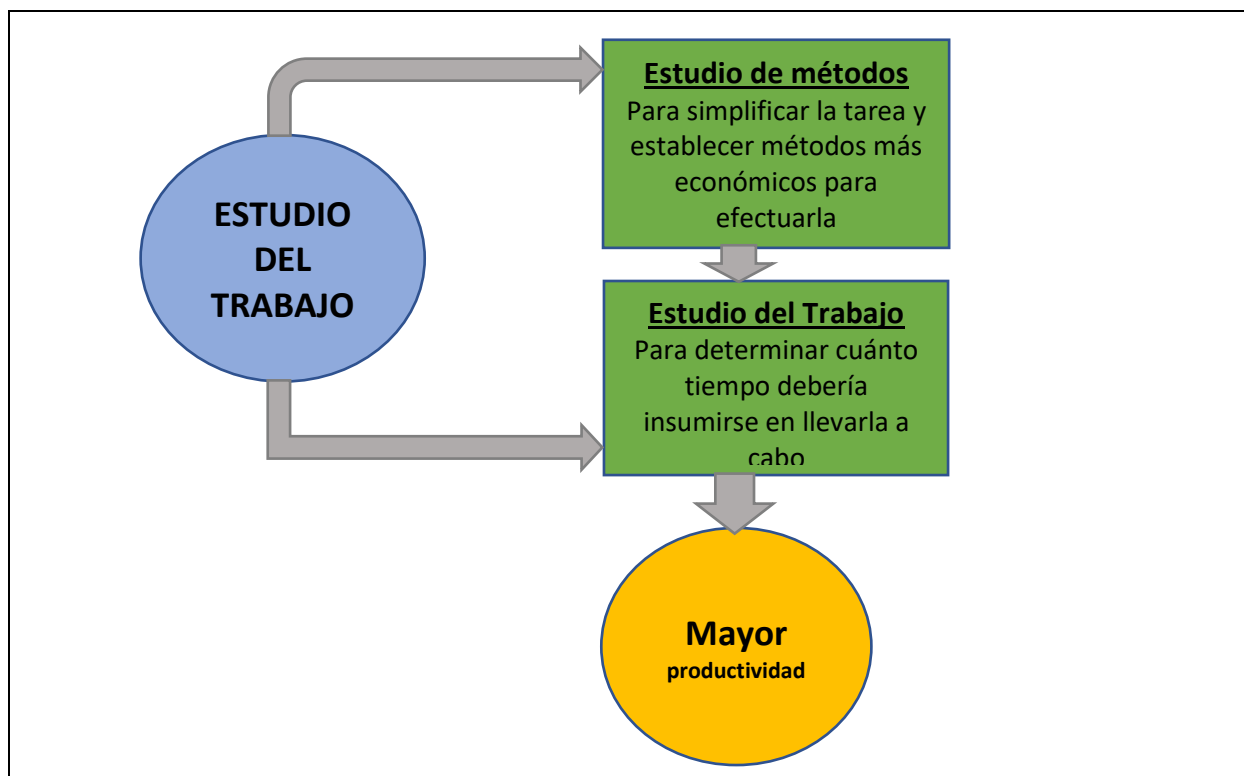 Estudio de métodos
Para simplificar la tarea y
establecer métodos más
económicos para
efectuarla
ESTUDIO
DEL
TRABAJO
Estudio del Trabajo
Para determinar cuánto
tiempo debería
insumirse en llevarla a
cabo
Mayor
productividad